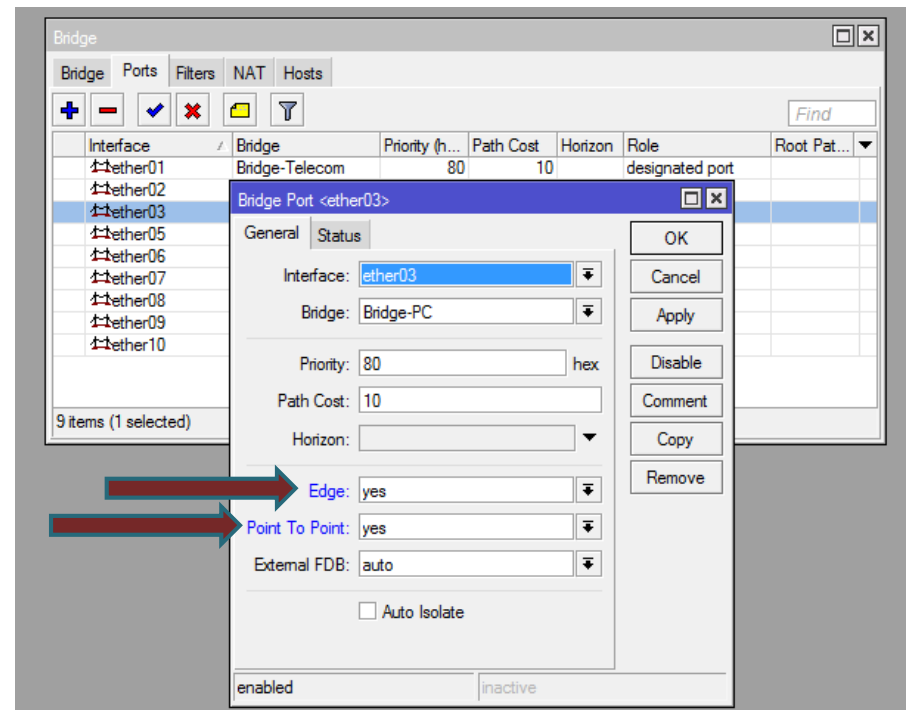 Bridge
Bridge Ports Filters NAT Hosts
Find
Interface Bridge Priority (h... Path Cost Horizon Role Root Pat...
ether01 Bridge-Telecom 80 10 designated port
ether02
ether03
ether05
ether06
ether07
ether08
ether09
ether10
9 items (1 selected)
Bridge Port <ether03>
General Status
Interface: ether03
Bridge: Bridge-PC
Priority: 80 hex
Path Cost: 10
Horizon:
Edge: yes
Point To Point: yes
External FDB: auto
Auto Isolate
enabled inactive
OK
Cancel
Apply
Disable
Comment
Copy
Remove